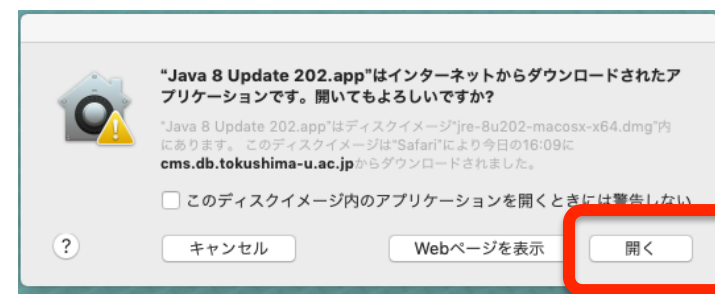 “Java 8 Update 202.app”はインターネットからダウンロードされたア
プリケーションです。開いてもよろしいですか?
“Java 8 Update 202.app”はディスクイメージ“jre-8u202-macosx-x64.dmg”内
にあります。 このディスクイメージは“Safari”により今日の16:09に
cms.db.tokushima-u.ac.jpからダウンロードされました。
このディスクイメージ内のアプリケーションを開くときには警告しない
? キャンセル Webページを表示 開く